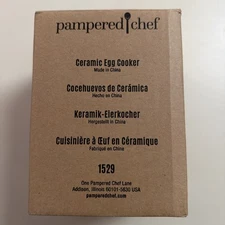 pampered chef
Ceramic Egg Cooker
Made in China
Cocehuevos de Cerámica
Hecho en China
Keramik-Eierkocher
Hergestellt in China
Cuisinière à Œuf en Céramique
Fabriqué en Chine
1529
One Pampered Chef Lane
Addison, Illinois 60101-5630 USA
pamperedchef.com